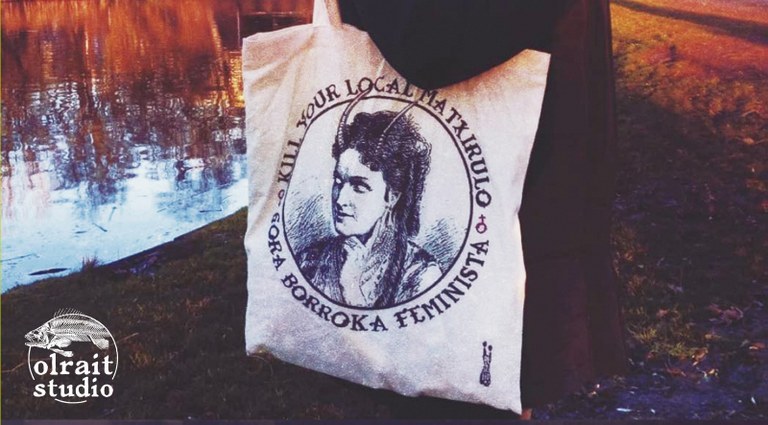 KILL YOUR LOCAL MATXIRULO
GORA BORROKA FEMINISTA
olrait
studio